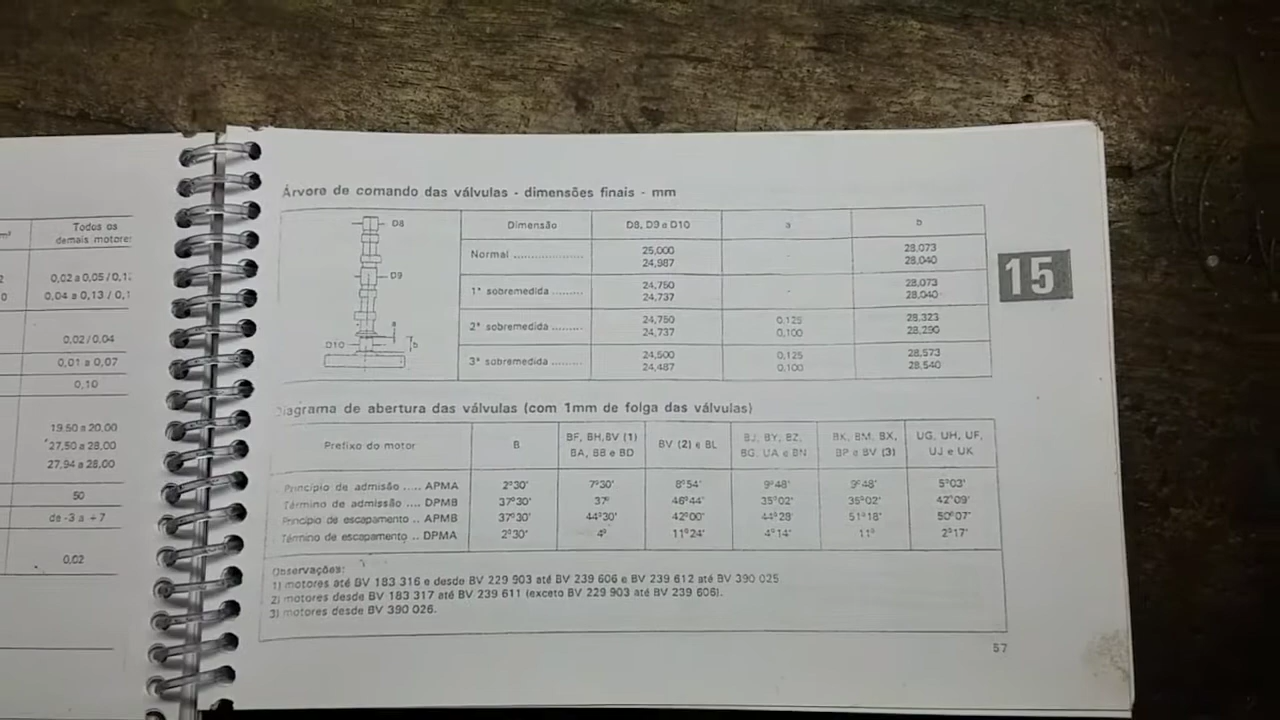 m³
Todos os
demais motores
2
0,02 a 0,05 / 0,1
0
0,04 a 0,13 / 0,1
0,02 / 0,04
0,01 a 0,07
0,10
19,50 a 20,00
27,50 a 28,00
27,94 a 28,00
50
de -3 a +7
0,02
Árvore de comando das válvulas - dimensões finais - mm
D8
D9
a
b
D10
Dimensão D8, D9 e D10 a b
Normal .................... 25,000 28,073
24,987 28,040
1ª sobremedida ......... 24,750 28,073
24,737 28,040
2ª sobremedida ......... 24,750 0,125 28,323
24,737 0,100 28,290
3ª sobremedida ......... 24,500 0,125 28,573
24,487 0,100 28,540
15
Diagrama de abertura das válvulas (com 1mm de folga das válvulas)
Prefixo do motor B BF, BH,BV (1) BV (2) e BL BJ, BY, BZ, BK, BM, BX, UG, UH, UF,
BA, BB e BD BG, UA e BN BP e BV (3) UJ e UK
Princípio de admisão .... APMA 2°30' 7°30' 8°54' 9°48' 9°48' 5°03'
Término de admissão .... DPMB 37°30' 37° 46°44' 35°02' 35°02' 42°09'
Princípio de escapamento .. APMB 37°30' 44°30' 42°00' 44°28' 51°18' 50°07'
Término de escapamento .. DPMA 2°30' 4° 11°24' 4°14' 11° 2°17'
Observações:
1) motores até BV 183 316 e desde BV 229 903 até BV 239 606 e BV 239 612 até BV 390 025
2) motores desde BV 183 317 até BV 239 611 (exceto BV 229 903 até BV 239 606).
3) motores desde BV 390 026.
57